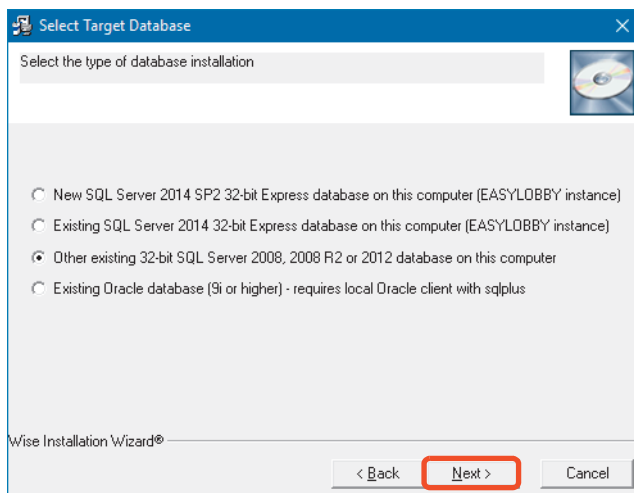 Select Target Database
Select the type of database installation
New SQL Server 2014 SP2 32-bit Express database on this computer (EASYLOBBY instance)
Existing SQL Server 2014 32-bit Express database on this computer (EASYLOBBY instance)
Other existing 32-bit SQL Server 2008, 2008 R2 or 2012 database on this computer
Existing Oracle database (9i or higher) - requires local Oracle client with sqlplus
Wise Installation Wizard®
< Back Next > Cancel